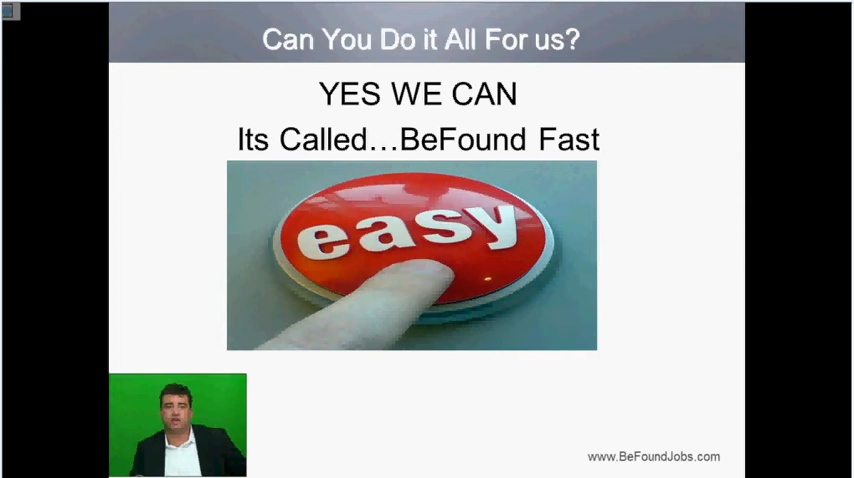 Can You Do it All For us?
YES WE CAN
Its Called...BeFound Fast
easy
www.BeFoundJobs.com